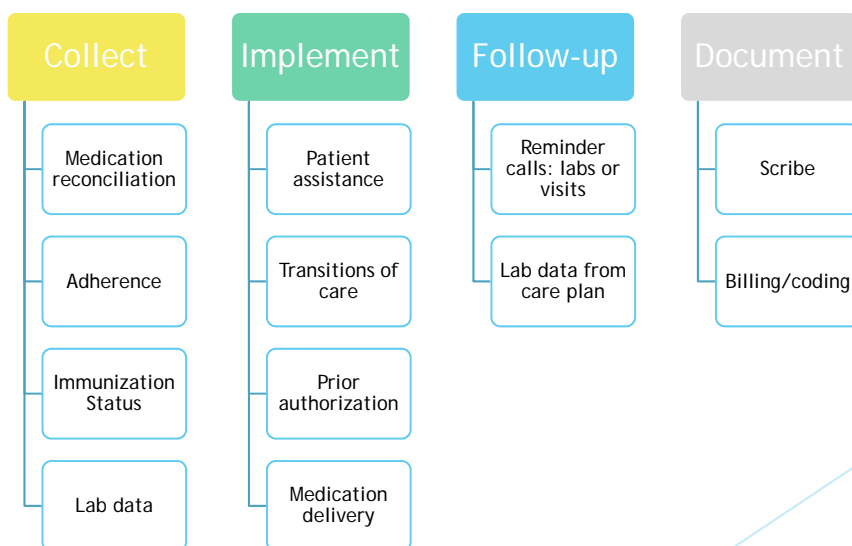 Collect
Medication
reconciliation
Adherence
Immunization
Status
Lab data
Implement
Patient
assistance
Transitions of
care
Prior
authorization
Medication
delivery
Follow-up
Reminder
calls: labs or
visits
Lab data from
care plan
Document
Scribe
Billing/coding